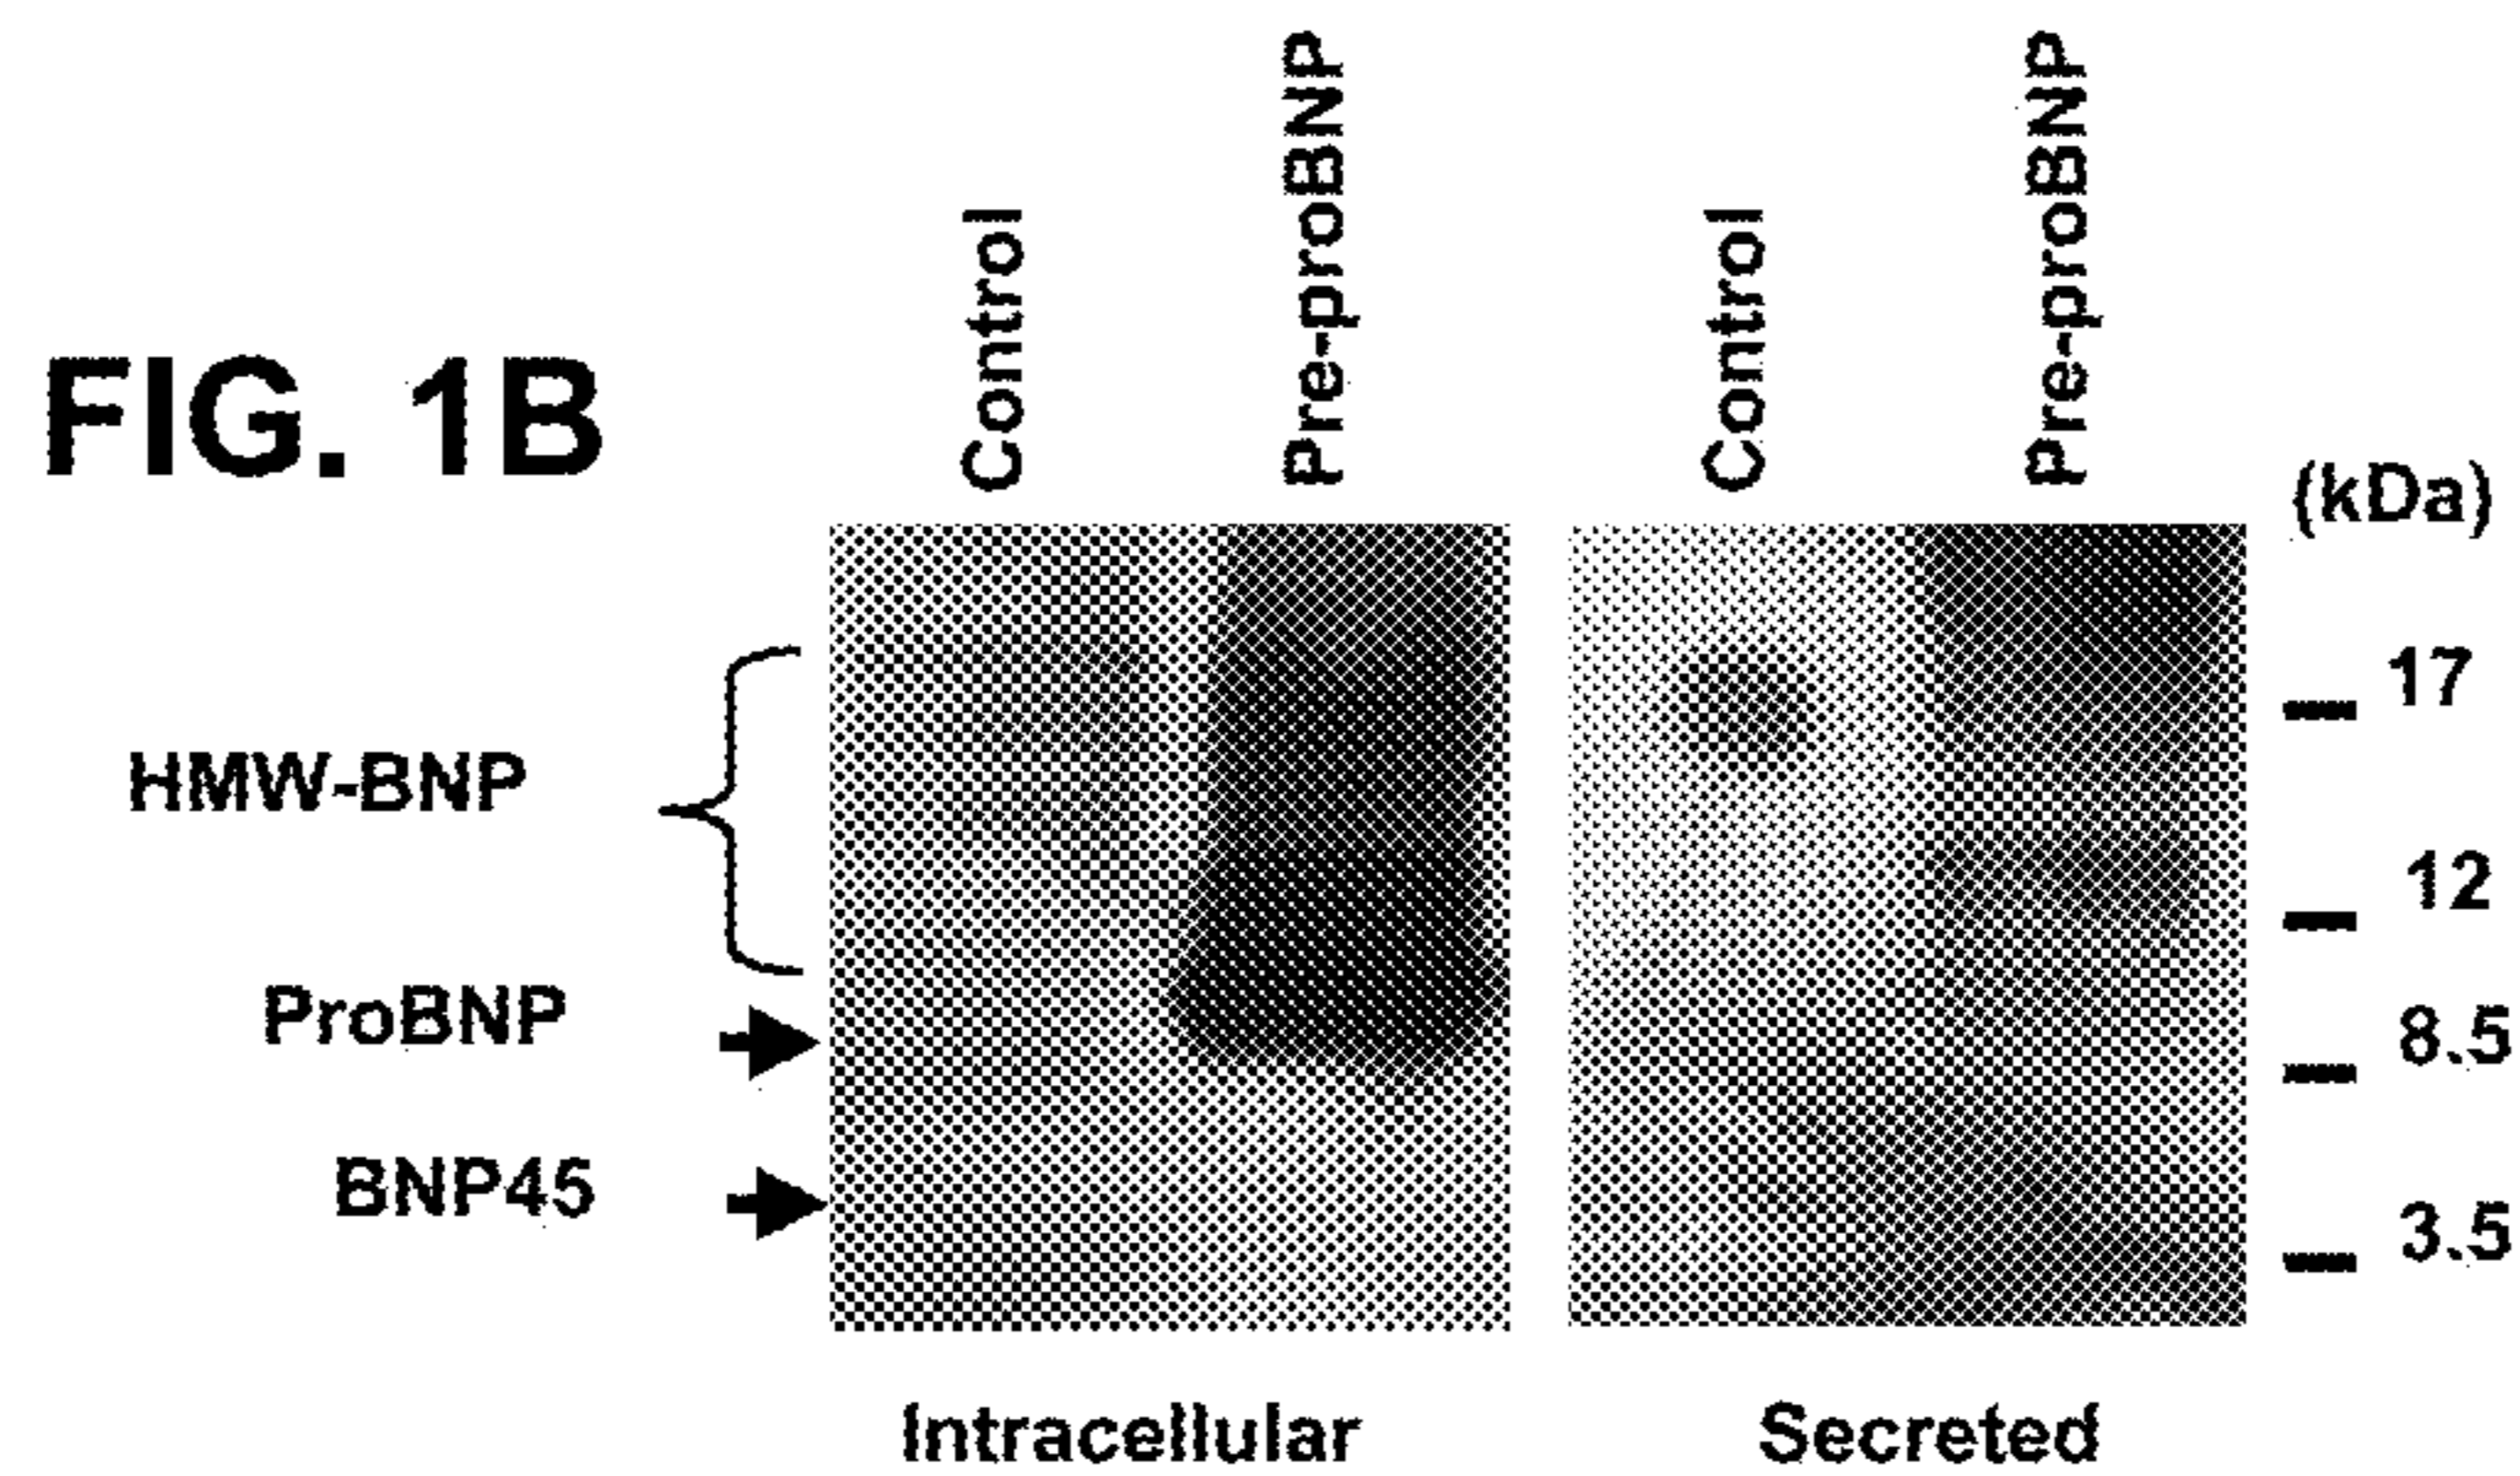 FIG. 1B
Control
Pre-proBNP
Control
Pre-proBNP
(kDa)
17
HMW-BNP
12
ProBNP
8.5
BNP45
3.5
Intracellular
Secreted